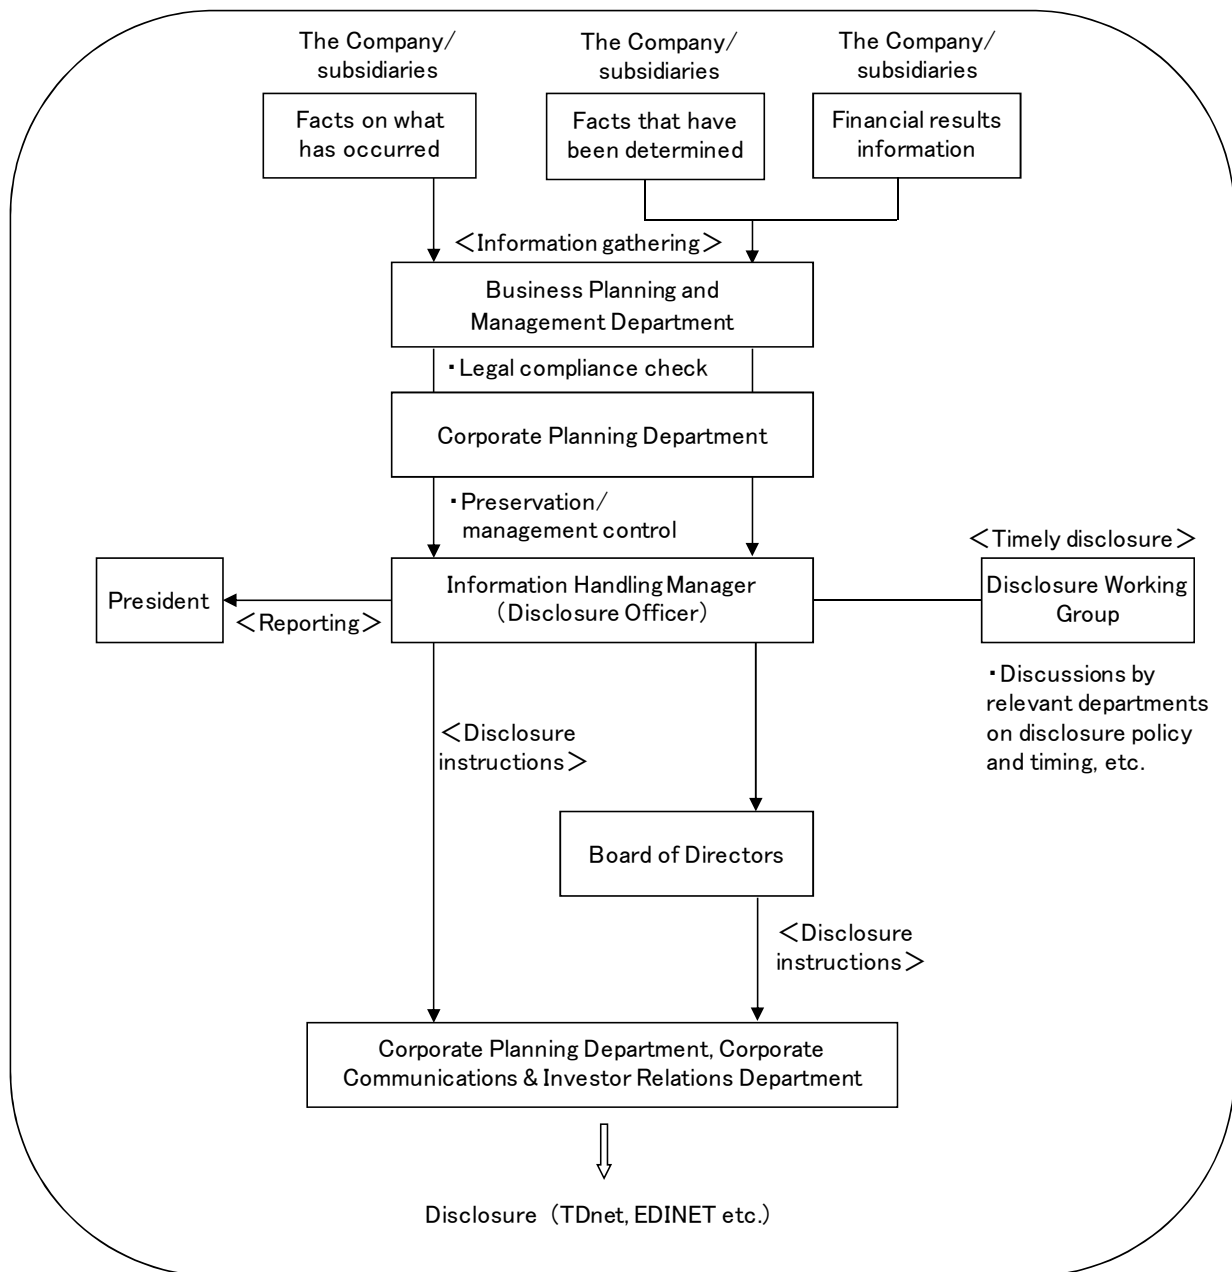 The Company/
subsidiaries
The Company/
subsidiaries
The Company/
subsidiaries
Facts on what
has occurred
Facts that have
been determined
Financial results
information
＜Information gathering＞
Business Planning and
Management Department
・Legal compliance check
Corporate Planning Department
・Preservation/
management control
＜Timely disclosure＞
President
＜Reporting＞
Information Handling Manager
（Disclosure Officer）
Disclosure Working
Group
・Discussions by
relevant departments
on disclosure policy
and timing, etc.
＜Disclosure
instructions＞
Board of Directors
＜Disclosure
instructions＞
Corporate Planning Department, Corporate
Communications & Investor Relations Department
Disclosure （TDnet, EDINET etc.）